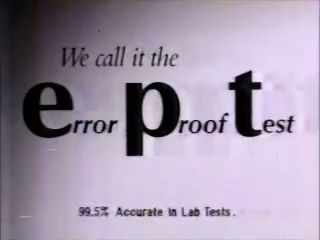 We call it the
error proof test
99.5% Accurate in Lab Tests.